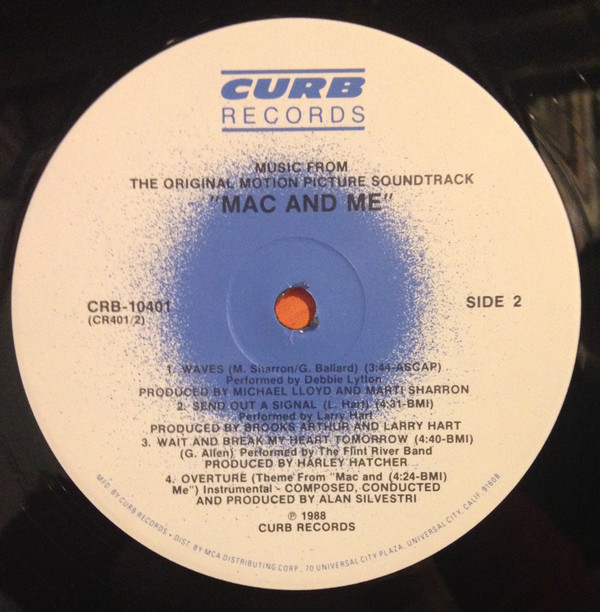 CURB
RECORDS
MUSIC FROM
THE ORIGINAL MOTION PICTURE SOUNDTRACK
"MAC AND ME"
CRB-10401
(CR401/2)
SIDE 2
1. WAVES (M. Sharron/G. Ballard) (3:44-ASCAP)
Performed by Debbie Lytton
PRODUCED BY MICHAEL LLOYD AND MARTI SHARRON
2. SEND OUT A SIGNAL (L. Hart) (4:31-BMI)
Performed by Larry Hart
PRODUCED BY BROOKS ARTHUR AND LARRY HART
3. WAIT AND BREAK MY HEART TOMORROW (4:40-BMI)
(G. Allen) Performed by The Flint River Band
PRODUCED BY HARLEY HATCHER
4. OVERTURE (Theme From "Mac and (4:24-BMI)
Me") Instrumental - COMPOSED, CONDUCTED
AND PRODUCED BY ALAN SILVESTRI
℗ 1988
CURB RECORDS
MFD. BY CURB RECORDS • DIST. BY MCA DISTRIBUTING CORP., 70 UNIVERSAL CITY PLAZA, UNIVERSAL CITY, CALIF. 91608